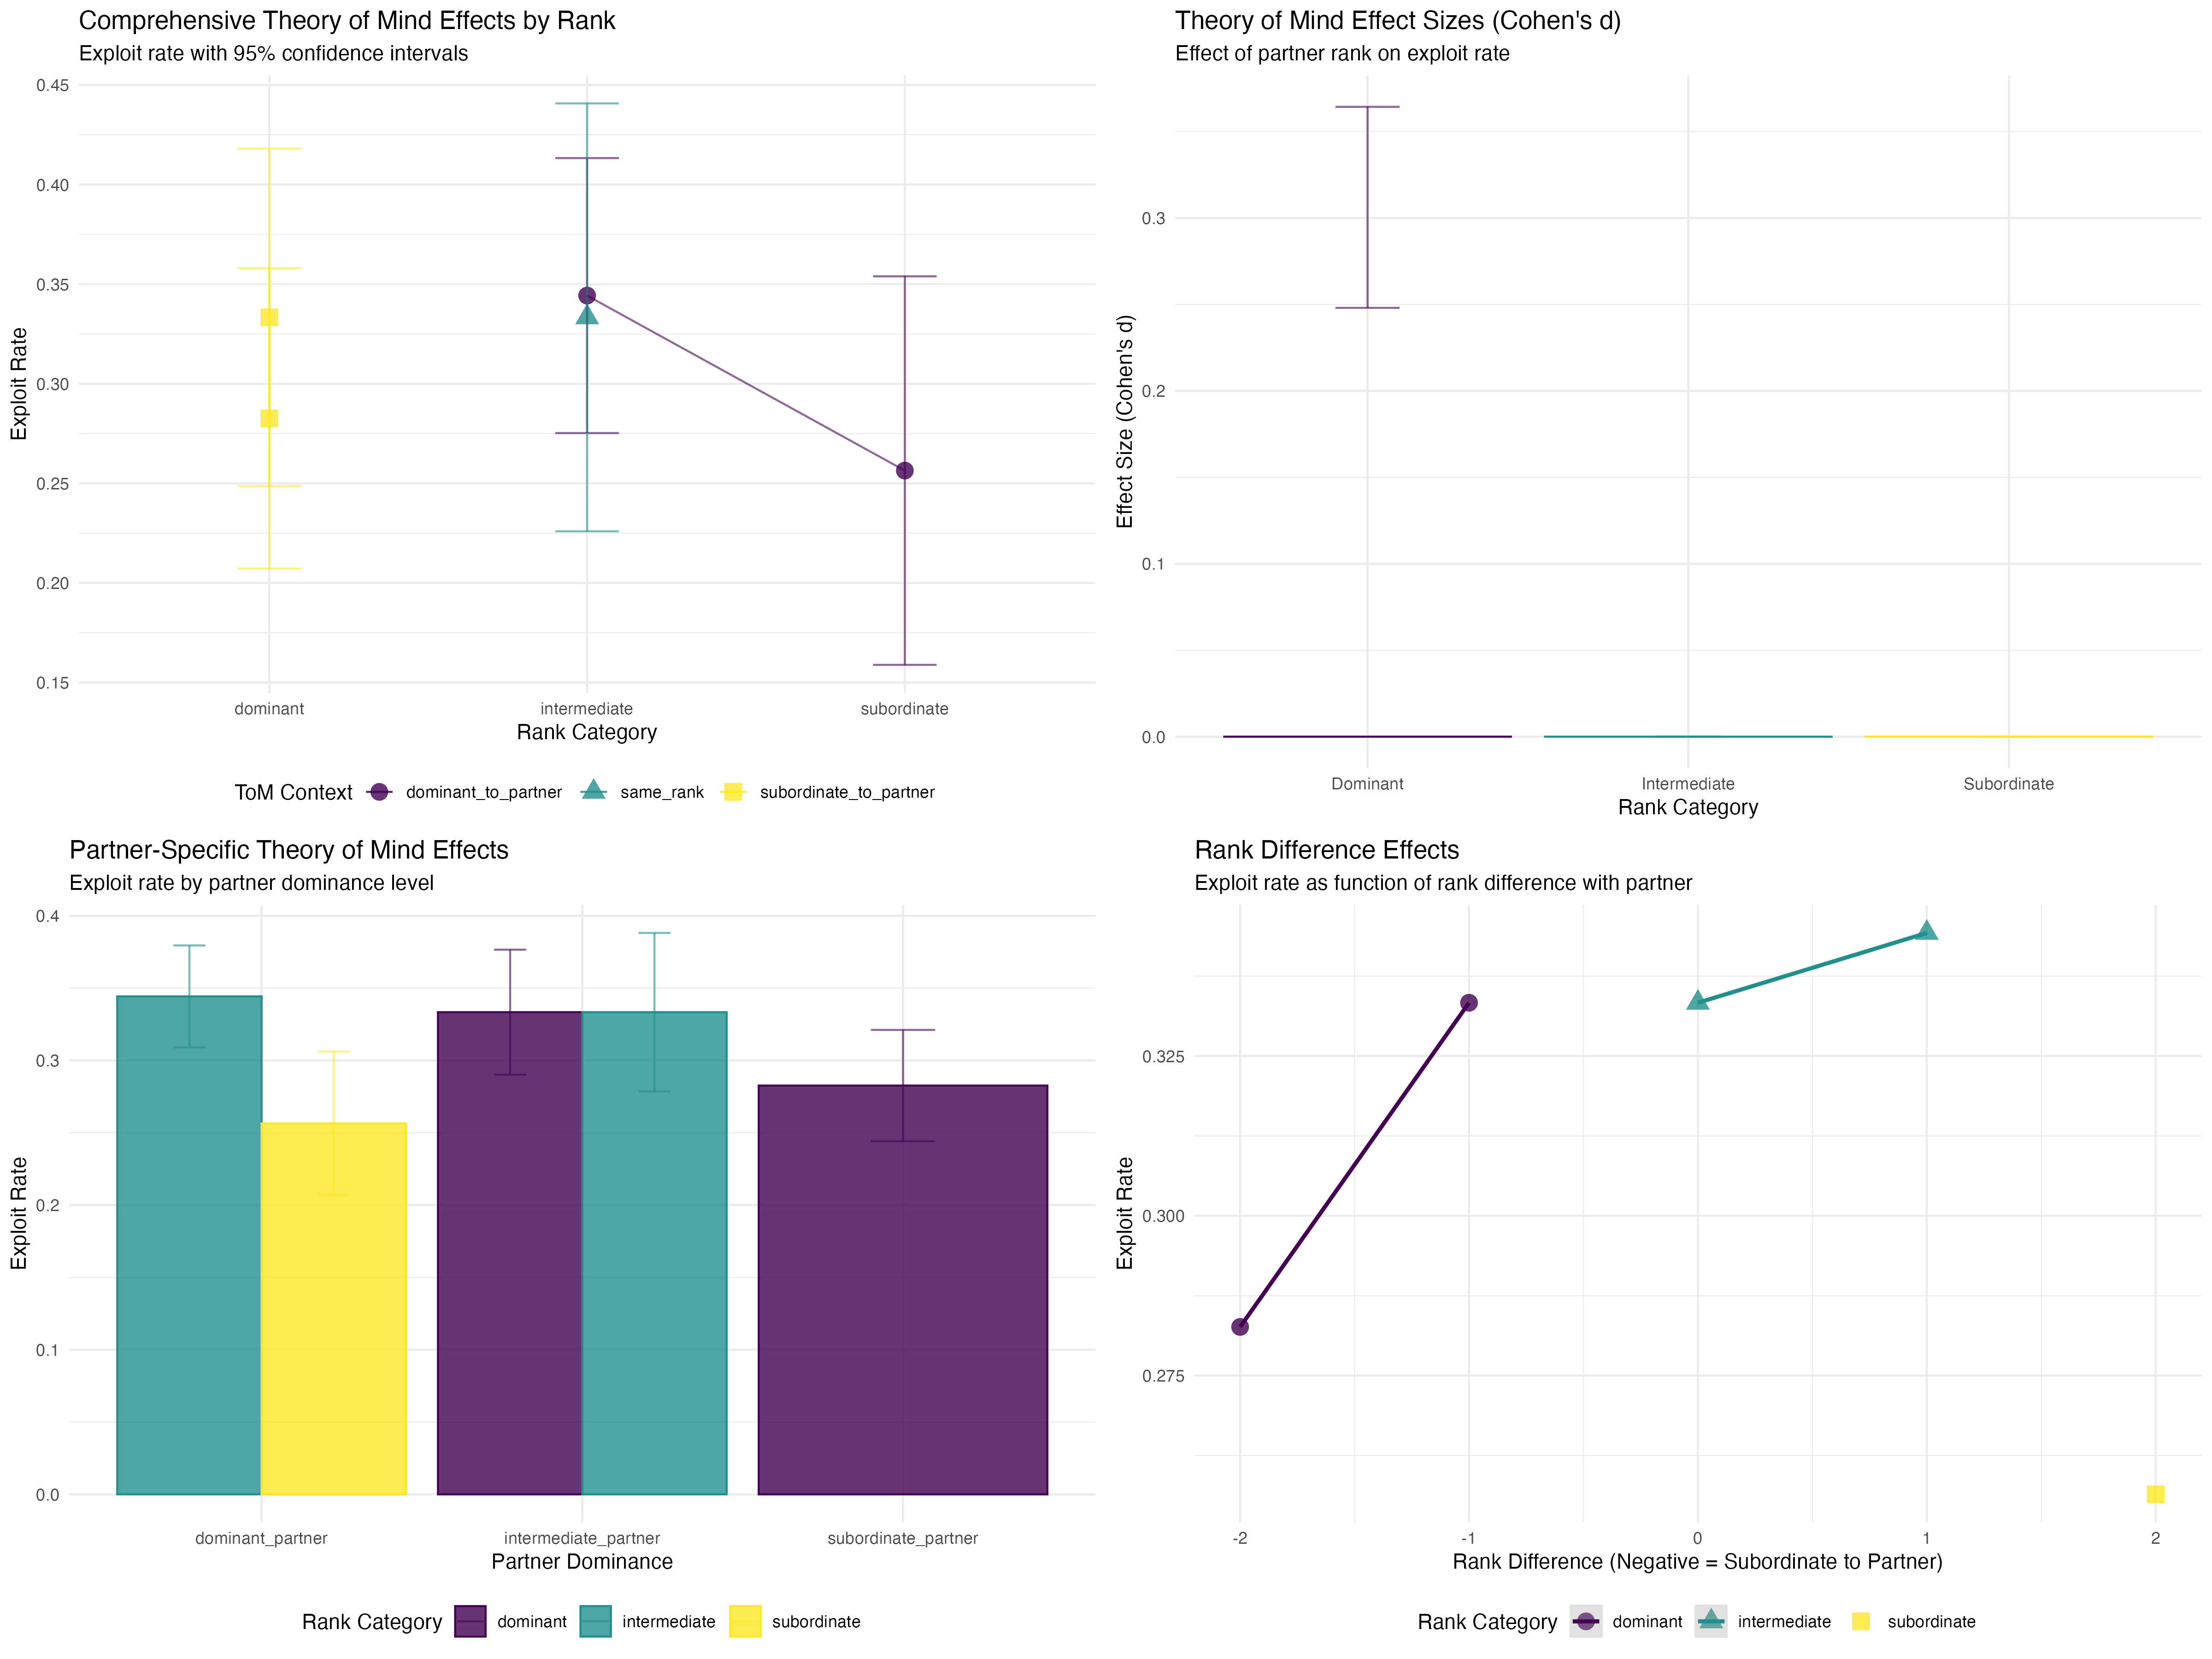 Comprehensive Theory of Mind Effects by Rank
Exploit rate with 95% confidence intervals
0.45
0.40
0.35
0.30
0.25
0.20
0.15
Exploit Rate
dominant
intermediate
subordinate
Rank Category
ToM Context
dominant_to_partner
same_rank
subordinate_to_partner
Theory of Mind Effect Sizes (Cohen's d)
Effect of partner rank on exploit rate
0.3
0.2
0.1
0.0
Effect Size (Cohen's d)
Dominant
Intermediate
Subordinate
Rank Category
Partner-Specific Theory of Mind Effects
Exploit rate by partner dominance level
0.4
0.3
0.2
0.1
0.0
Exploit Rate
dominant_partner
intermediate_partner
subordinate_partner
Partner Dominance
Rank Category
dominant
intermediate
subordinate
Rank Difference Effects
Exploit rate as function of rank difference with partner
0.325
0.300
0.275
Exploit Rate
-2
-1
0
1
2
Rank Difference (Negative = Subordinate to Partner)
Rank Category
dominant
intermediate
subordinate